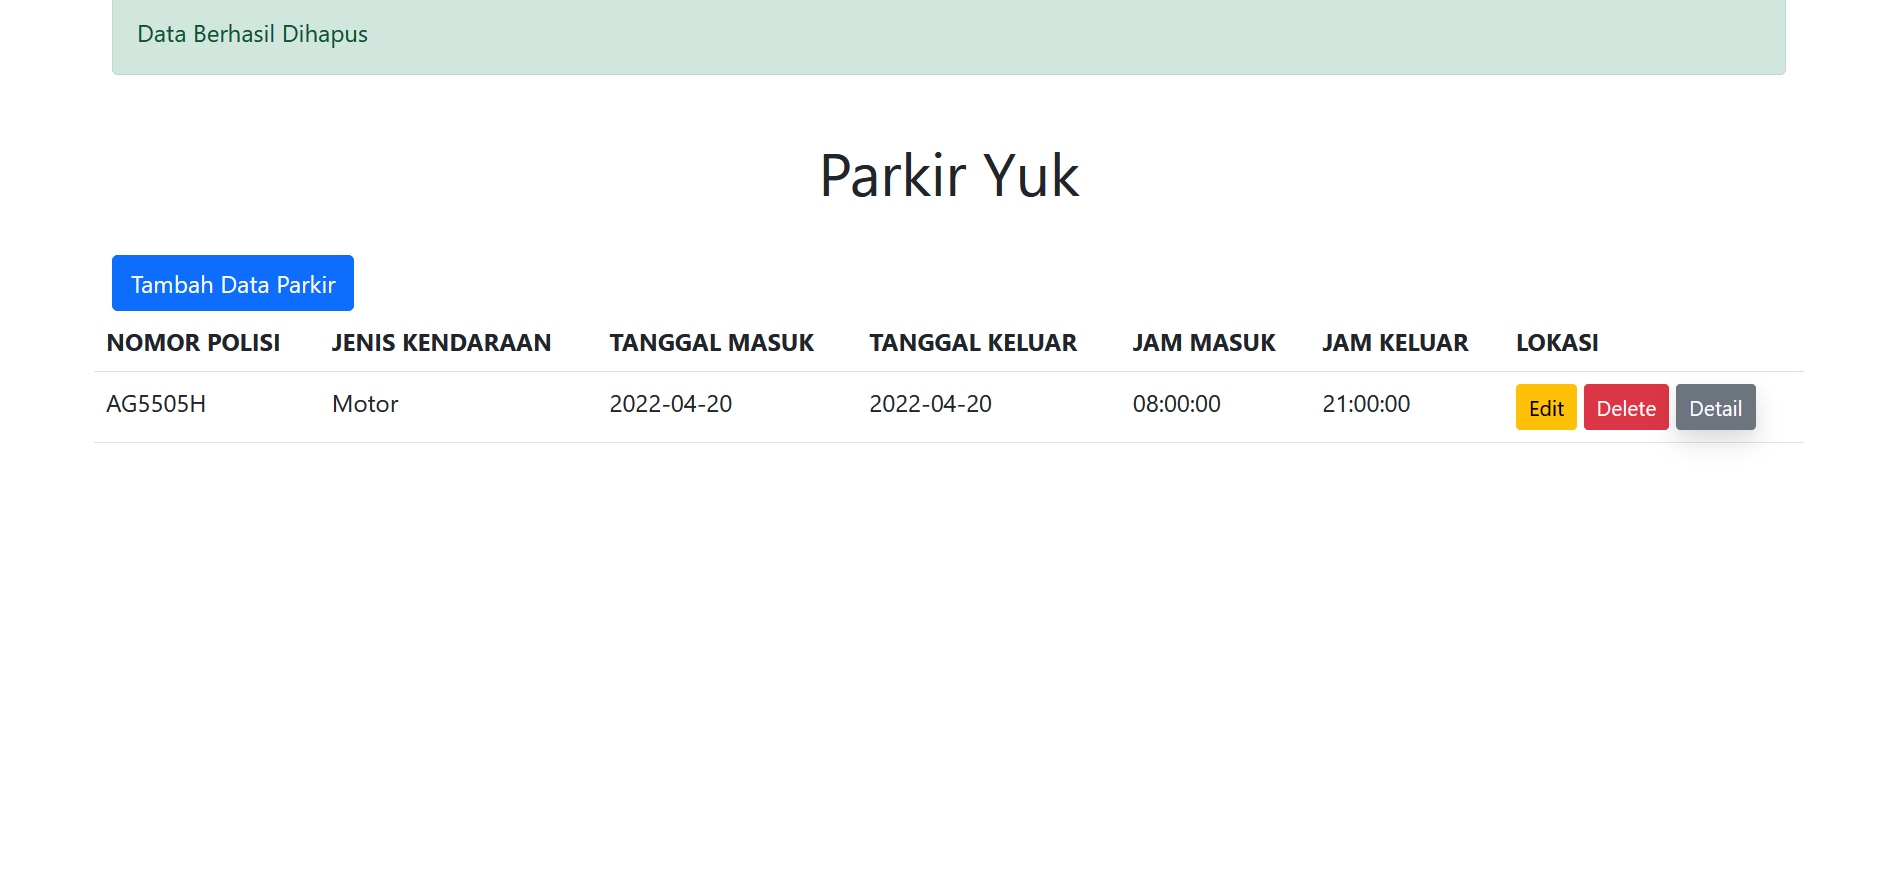 Data Berhasil Dihapus
Parkir Yuk
Tambah Data Parkir
NOMOR POLISI JENIS KENDARAAN TANGGAL MASUK TANGGAL KELUAR JAM MASUK JAM KELUAR LOKASI
AG5505H Motor 2022-04-20 2022-04-20 08:00:00 21:00:00 Edit Delete Detail